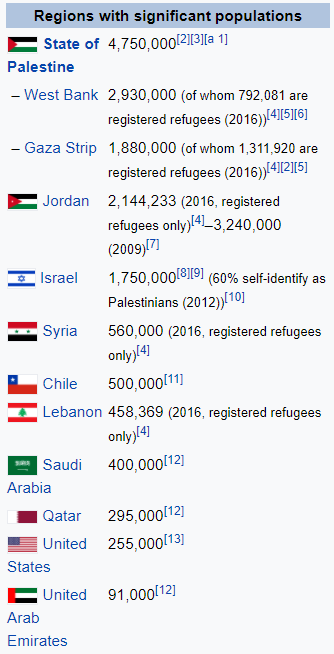 Regions with significant populations
State of 4,750,000[2][3][a 1]
Palestine
– West Bank 2,930,000 (of whom 792,081 are
registered refugees (2016))[4][5][6]
– Gaza Strip 1,880,000 (of whom 1,311,920 are
registered refugees (2016))[4][2][5]
Jordan 2,144,233 (2016, registered
refugees only)[4]–3,240,000
(2009)[7]
Israel 1,750,000[8][9] (60% self-identify as
Palestinians (2012))[10]
Syria 560,000 (2016, registered refugees
only)[4]
Chile 500,000[11]
Lebanon 458,369 (2016, registered refugees
only)[4]
Saudi 400,000[12]
Arabia
Qatar 295,000[12]
United 255,000[13]
States
United 91,000[12]
Arab
Emirates